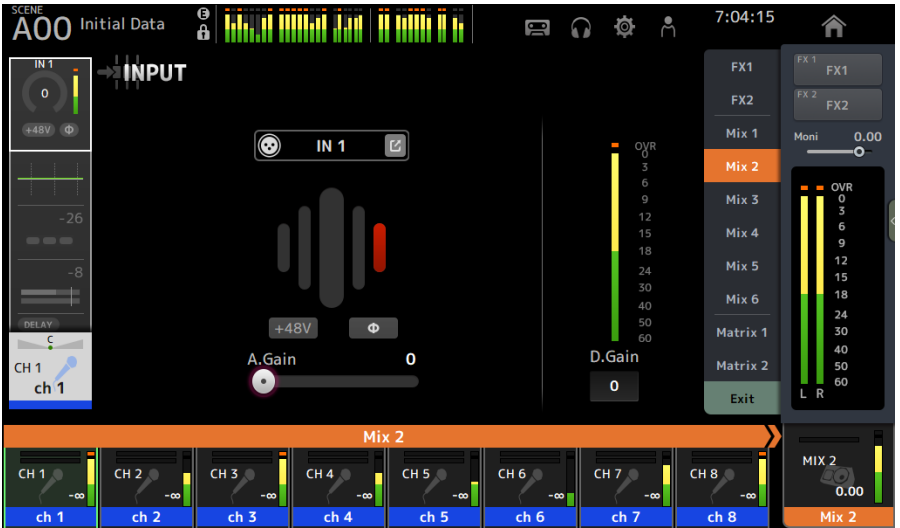 SCENE
A00 Initial Data
E
7:04:15
IN 1
0
+48V Φ
-26
-8
DELAY
C
CH 1
ch 1
INPUT
IN 1
+48V Φ
A.Gain 0
OVR
0
3
6
9
12
15
18
24
30
40
50
60
D.Gain
0
FX1
FX2
Mix 1
Mix 2
Mix 3
Mix 4
Mix 5
Mix 6
Matrix 1
Matrix 2
Exit
FX 1
FX1
FX 2
FX2
Moni 0.00
OVR
0
3
6
9
12
15
18
24
30
40
50
60
L R
Mix 2
CH 1
-∞
ch 1
CH 2
-∞
ch 2
CH 3
-∞
ch 3
CH 4
-∞
ch 4
CH 5
-∞
ch 5
CH 6
-∞
ch 6
CH 7
-∞
ch 7
CH 8
-∞
ch 8
MIX 2
0.00
Mix 2